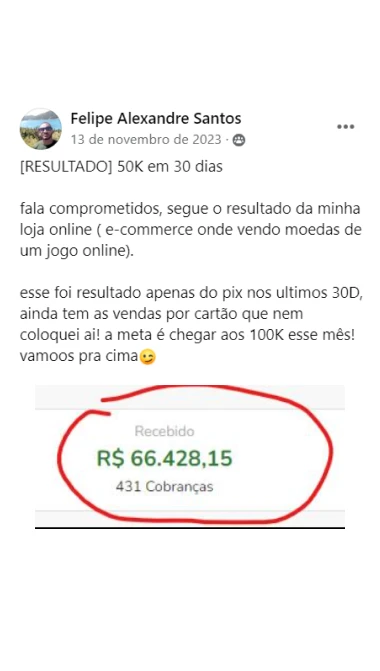 Felipe Alexandre Santos
13 de novembro de 2023 ·
[RESULTADO] 50K em 30 dias
fala comprometidos, segue o resultado da minha
loja online ( e-commerce onde vendo moedas de
um jogo online).
esse foi resultado apenas do pix nos ultimos 30D,
ainda tem as vendas por cartão que nem
coloquei ai! a meta é chegar aos 100K esse mês!
vamoos pra cima😉
Recebido
R$ 66.428,15
431 Cobranças